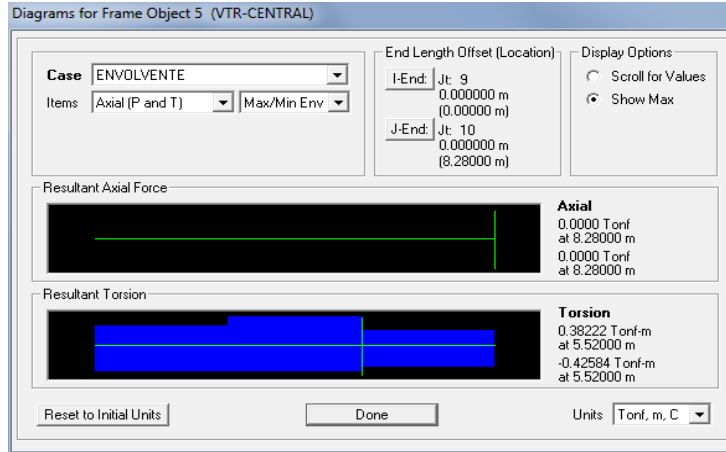 Diagrams for Frame Object 5 (VTR-CENTRAL)
Case ENVOLVENTE
Items Axial (P and T) Max/Min Env
End Length Offset (Location)
I-End: Jt: 9
0.000000 m
(0.00000 m)
J-End: Jt: 10
0.000000 m
(8.28000 m)
Display Options
Scroll for Values
Show Max
Resultant Axial Force
Axial
0.0000 Tonf
at 8.28000 m
0.0000 Tonf
at 8.28000 m
Resultant Torsion
Torsion
0.38222 Tonf-m
at 5.52000 m
-0.42584 Tonf-m
at 5.52000 m
Reset to Initial Units Done Units Tonf, m, C